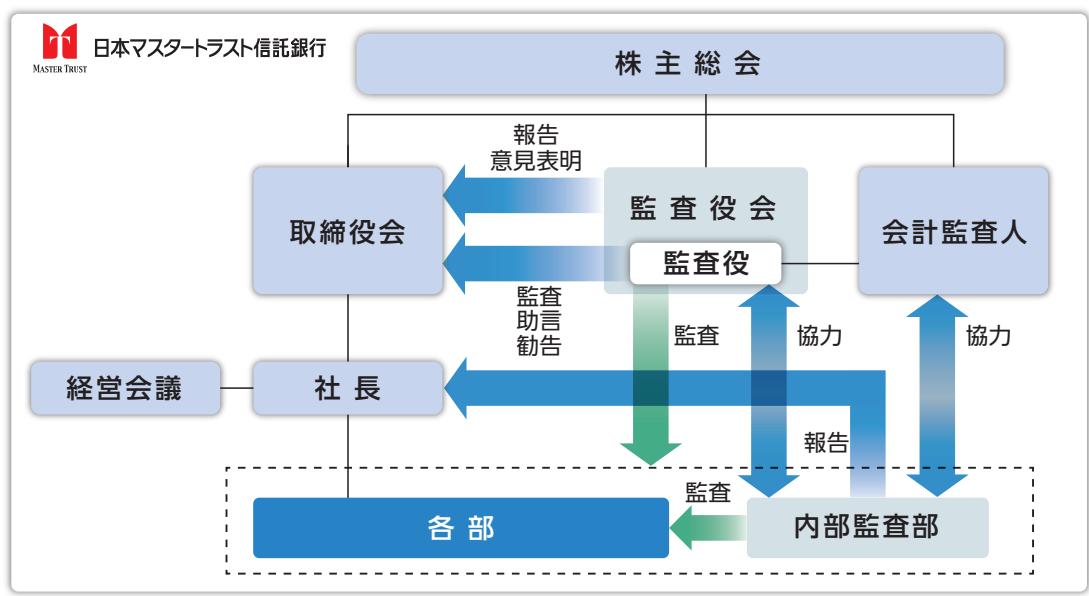 MASTER TRUST
日本マスタートラスト信託銀行
株主総会
報告
意見表明
取締役会
監査役会
監査役
会計監査人
監査
助言
勧告
監査
協力
協力
経営会議
社長
報告
監査
各部
内部監査部